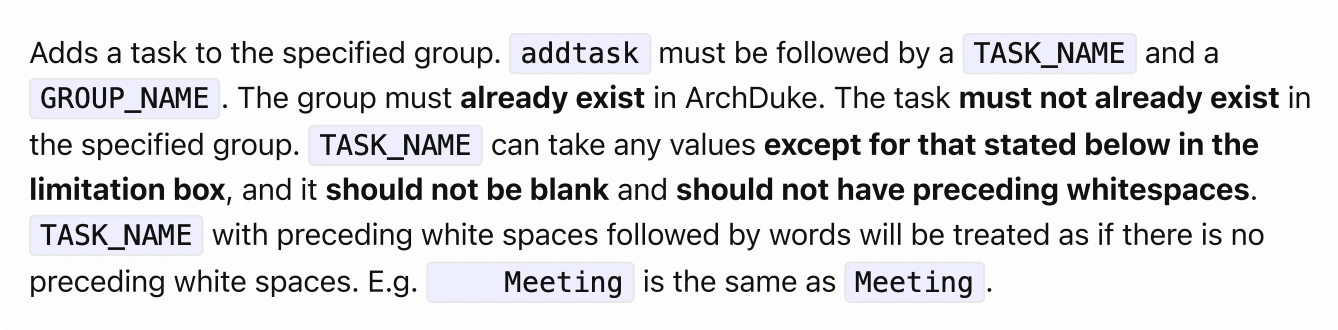 Adds a task to the specified group. addtask must be followed by a TASK_NAME and a
GROUP_NAME . The group must already exist in ArchDuke. The task must not already exist in
the specified group. TASK_NAME can take any values except for that stated below in the
limitation box, and it should not be blank and should not have preceding whitespaces.
TASK_NAME with preceding white spaces followed by words will be treated as if there is no
preceding white spaces. E.g.     Meeting is the same as Meeting .